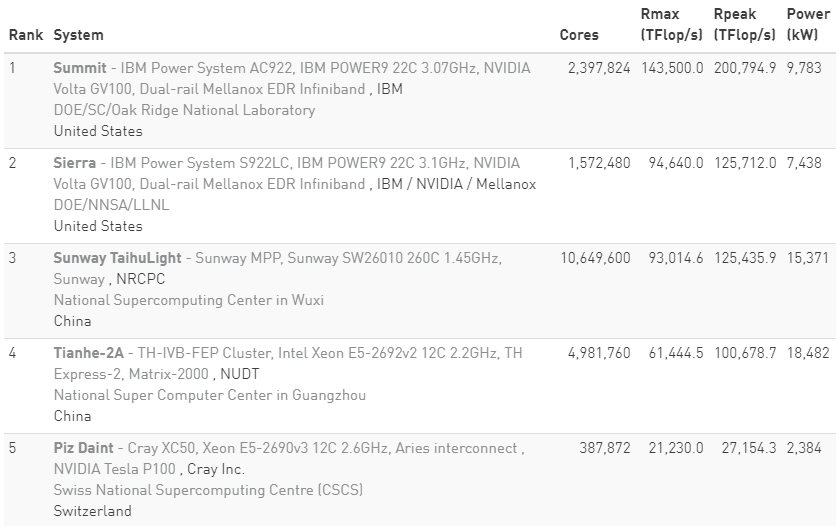 Rank System Cores Rmax (TFlop/s) Rpeak (TFlop/s) Power (kW)
1 Summit - IBM Power System AC922, IBM POWER9 22C 3.07GHz, NVIDIA 2,397,824 143,500.0 200,794.9 9,783
Volta GV100, Dual-rail Mellanox EDR Infiniband , IBM
DOE/SC/Oak Ridge National Laboratory
United States
2 Sierra - IBM Power System S922LC, IBM POWER9 22C 3.1GHz, NVIDIA 1,572,480 94,640.0 125,712.0 7,438
Volta GV100, Dual-rail Mellanox EDR Infiniband , IBM / NVIDIA / Mellanox
DOE/NNSA/LLNL
United States
3 Sunway TaihuLight - Sunway MPP, Sunway SW26010 260C 1.45GHz, 10,649,600 93,014.6 125,435.9 15,371
Sunway , NRCPC
National Supercomputing Center in Wuxi
China
4 Tianhe-2A - TH-IVB-FEP Cluster, Intel Xeon E5-2692v2 12C 2.2GHz, TH 4,981,760 61,444.5 100,678.7 18,482
Express-2, Matrix-2000 , NUDT
National Super Computer Center in Guangzhou
China
5 Piz Daint - Cray XC50, Xeon E5-2690v3 12C 2.6GHz, Aries interconnect , 387,872 21,230.0 27,154.3 2,384
NVIDIA Tesla P100 , Cray Inc.
Swiss National Supercomputing Centre (CSCS)
Switzerland